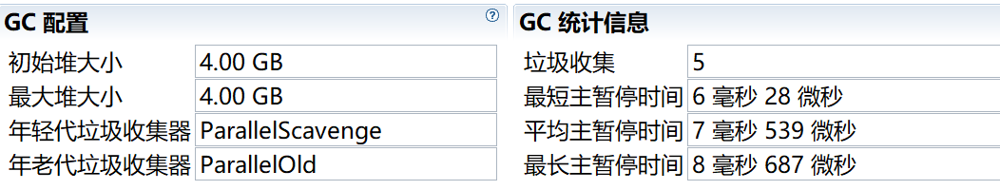 GC 配置
初始堆大小 4.00 GB
最大堆大小 4.00 GB
年轻代垃圾收集器 ParallelScavenge
年老代垃圾收集器 ParallelOld
GC 统计信息
垃圾收集 5
最短主暂停时间 6 毫秒 28 微秒
平均主暂停时间 7 毫秒 539 微秒
最长主暂停时间 8 毫秒 687 微秒